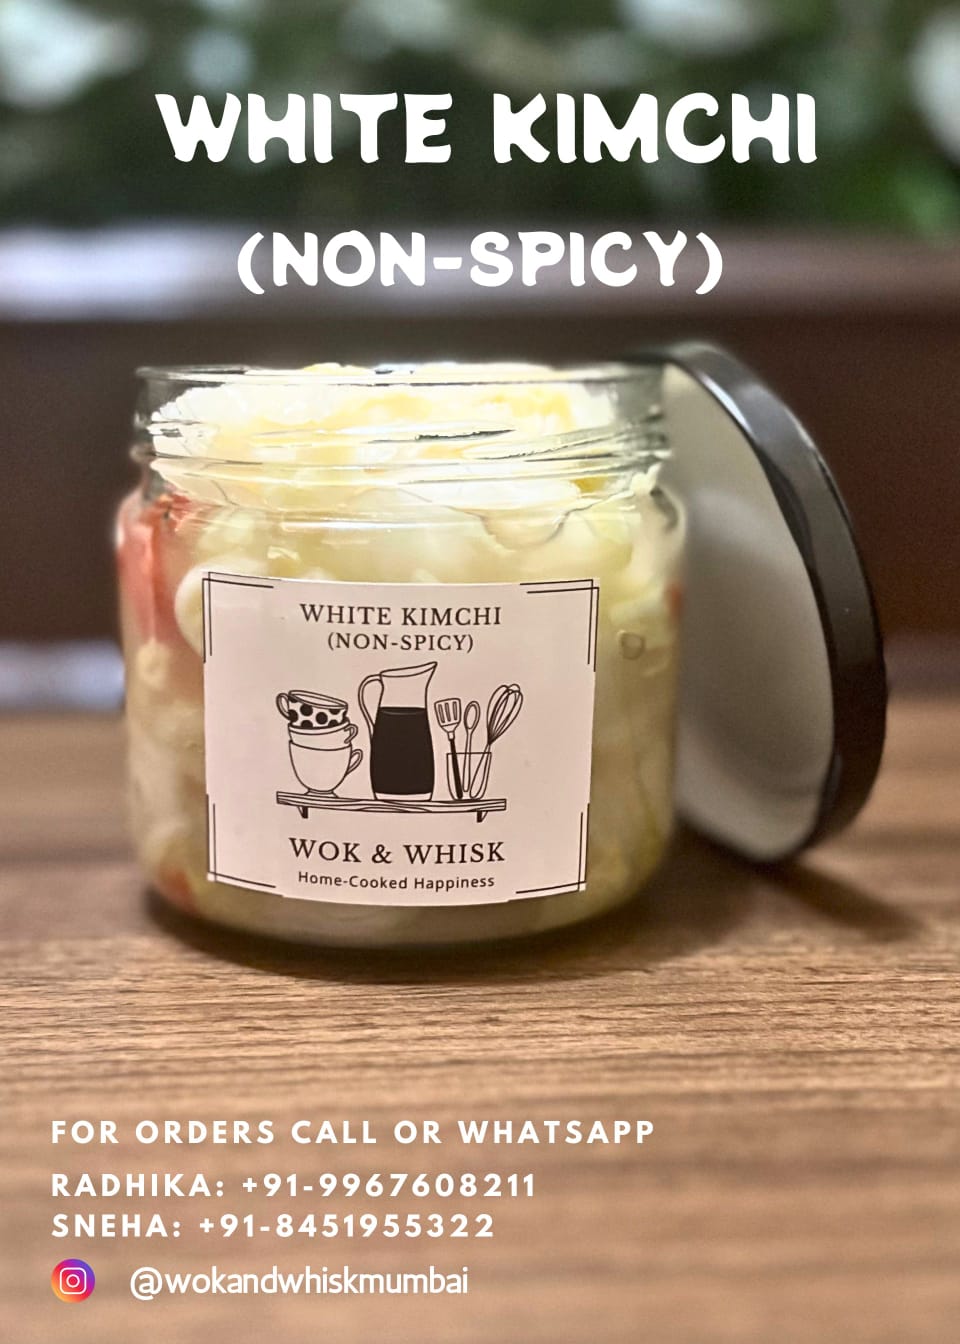 WHITE KIMCHI
(NON-SPICY)
WHITE KIMCHI
(NON-SPICY)
WOK & WHISK
Home-Cooked Happiness
FOR ORDERS CALL OR WHATSAPP
RADHIKA: +91-9967608211
SNEHA: +91-8451955322
@wokandwhiskmumbai